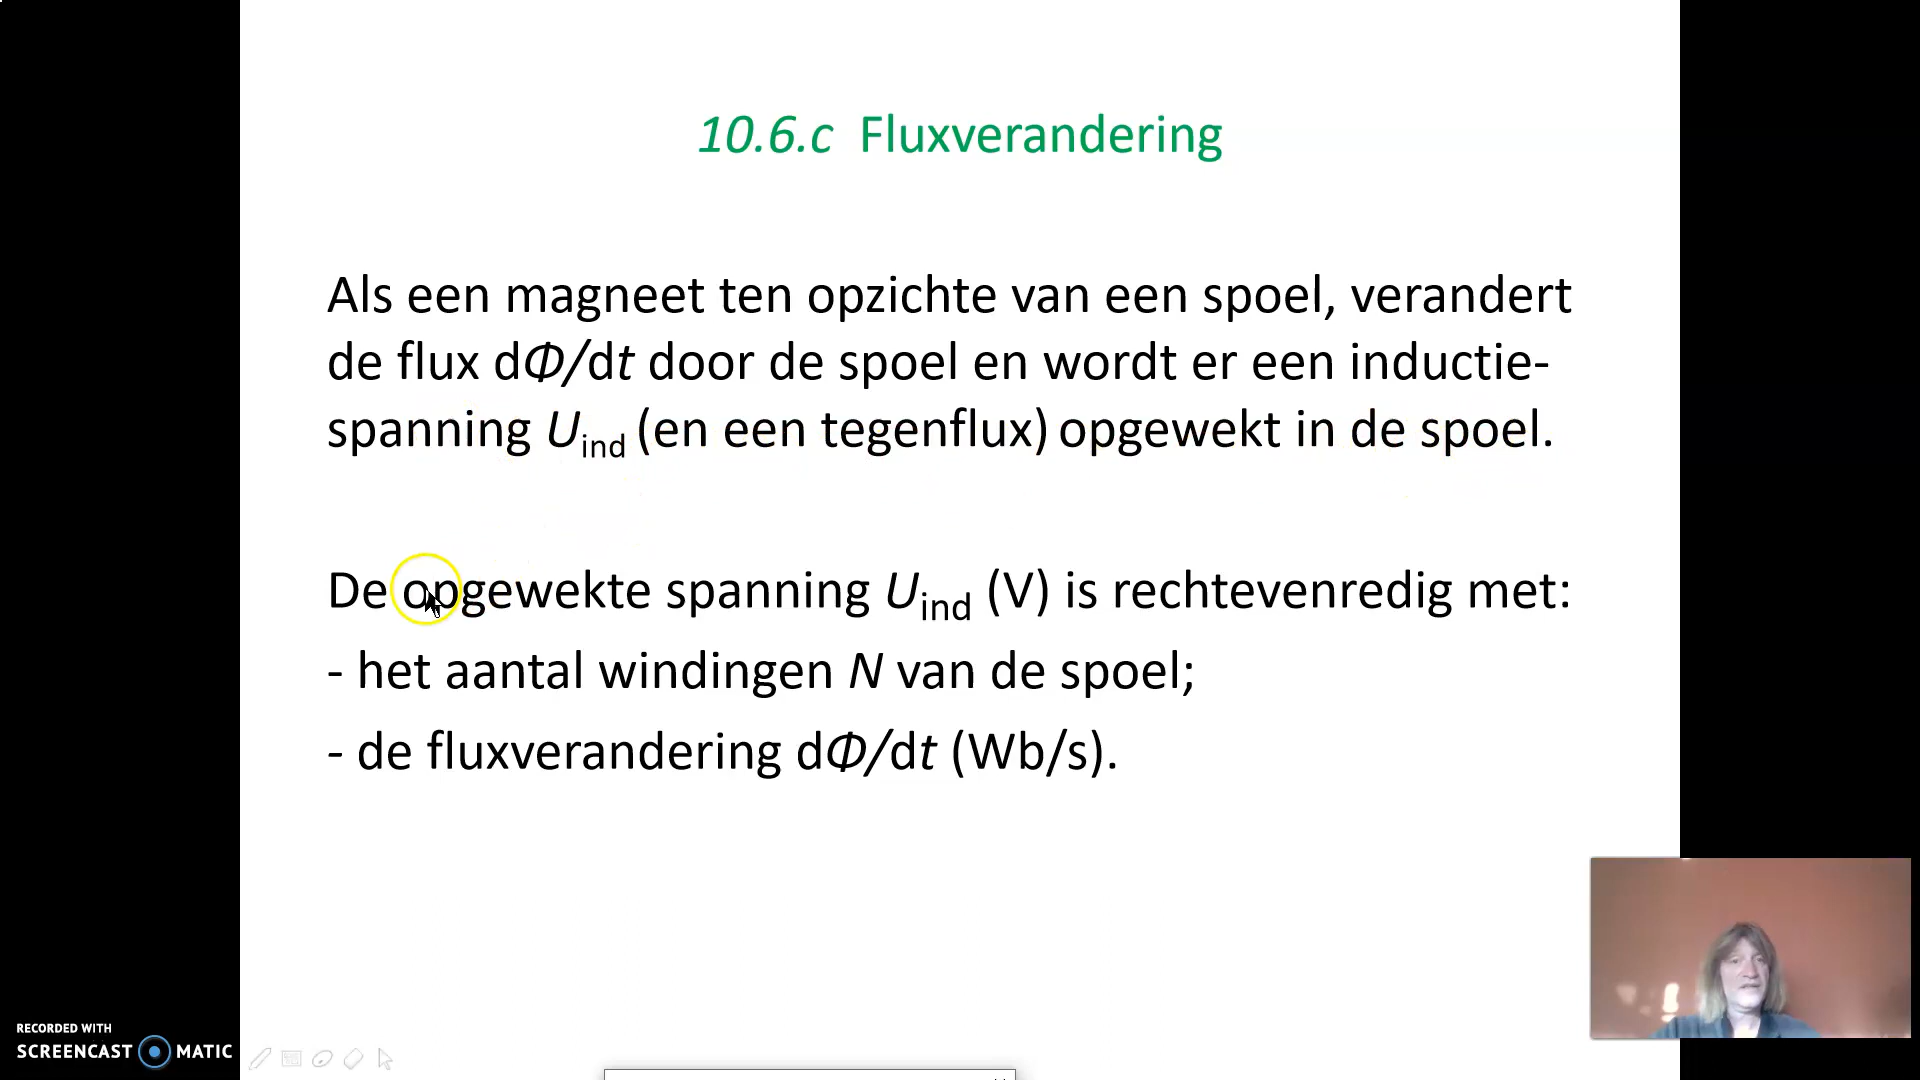 10.6.c Fluxverandering
Als een magneet ten opzichte van een spoel, verandert
de flux dΦ/dt door de spoel en wordt er een inductie-
spanning Uind (en een tegenflux) opgewekt in de spoel.
De opgewekte spanning Uind (V) is rechtevenredig met:
- het aantal windingen N van de spoel;
- de fluxverandering dΦ/dt (Wb/s).
RECORDED WITH
SCREENCAST MATIC